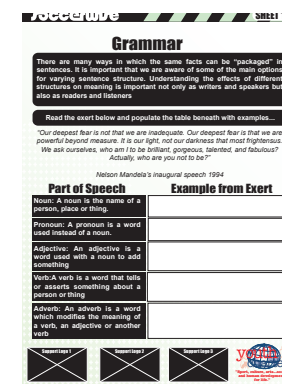 SHEET
Grammar
There are many ways in which the same facts can be "packaged" in
sentences. It is important that we are aware of some of the main options
for varying sentence structure. Understanding the effects of different
structures on meaning is important not only as writers and speakers but
also as readers and listeners
Read the exert below and populate the table beneath with examples...
"Our deepest fear is not that we are inadequate. Our deepest fear is that we are
powerful beyond measure. It is our light, not our darkness that most frightensus.
We ask ourselves, who am I to be brilliant, gorgeous, talented, and fabulous?
Actually, who are you not to be?"
Nelson Mandela's inaugural speech 1994
Part of Speech Example from Exert
Noun: A noun is the name of a
person, place or thing.
Pronoun: A pronoun is a word
used instead of a noun.
Adjective: An adjective is a
word used with a noun to add
something
Verb:A verb is a word that tells
or asserts something about a
person or thing
Adverb: An adverb is a word
which modifies the meaning of
a verb, an adjective or another
verb
Support Logo 1 Support Logo 2 Support Logo 3
"Sport, culture, arts...
and human development
for life."